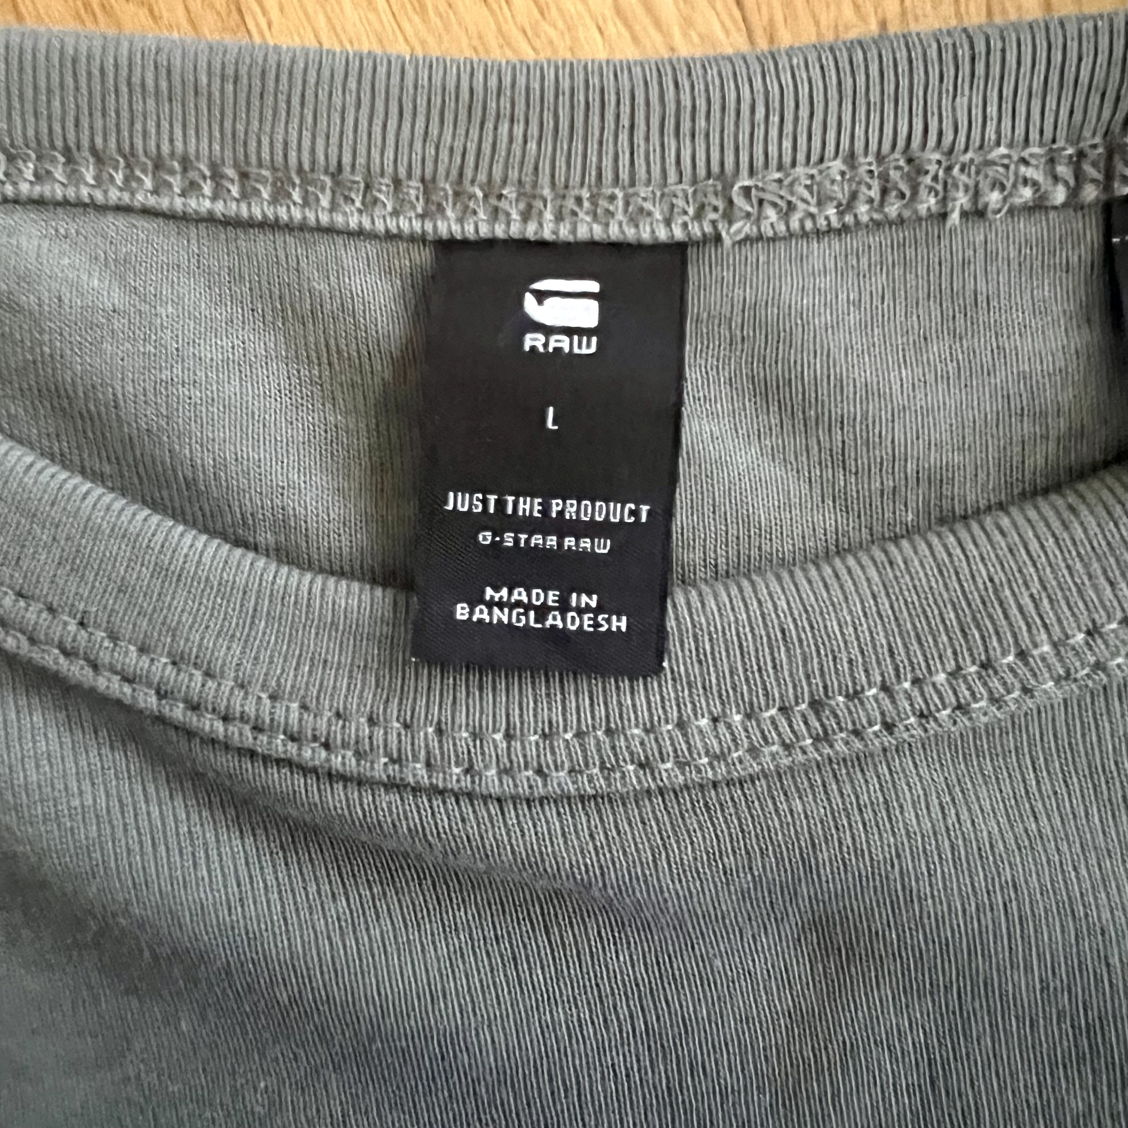 RAW
L
JUST THE PRODUCT
G-STAR RAW
MADE IN
BANGLADESH